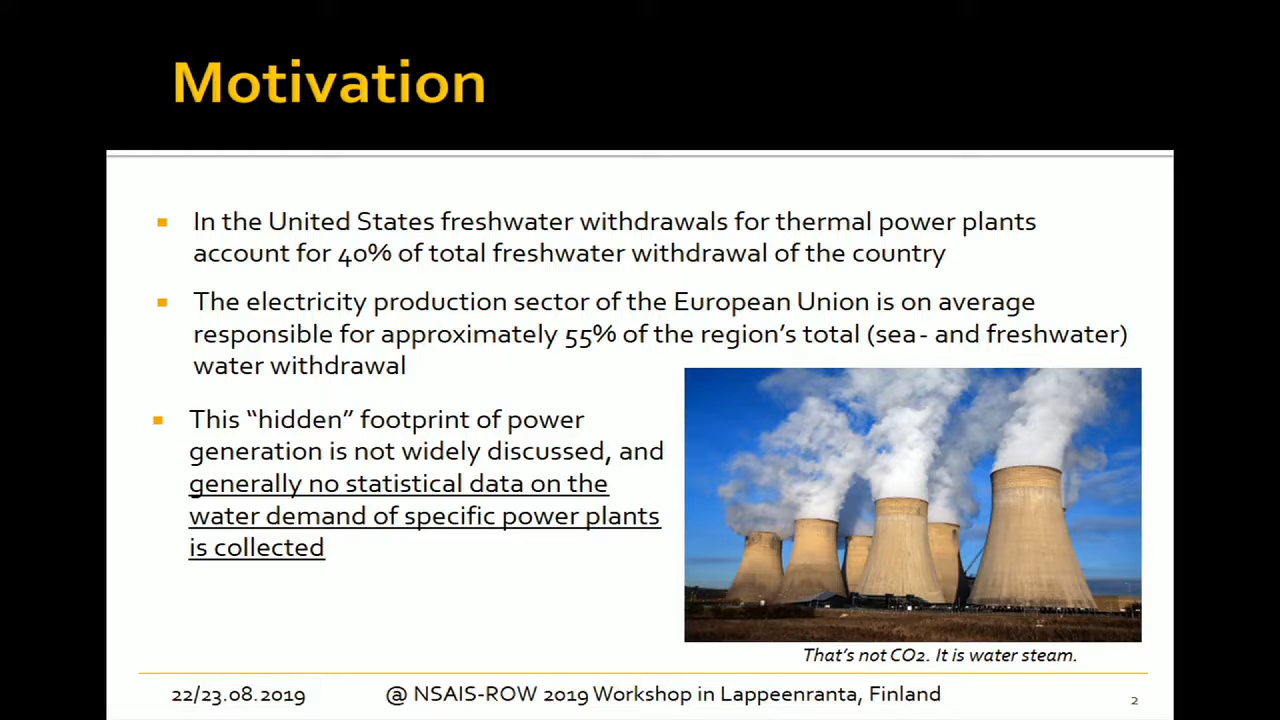 Motivation
In the United States freshwater withdrawals for thermal power plants
account for 40% of total freshwater withdrawal of the country
The electricity production sector of the European Union is on average
responsible for approximately 55% of the region's total (sea- and freshwater)
water withdrawal
This “hidden” footprint of power
generation is not widely discussed, and
generally no statistical data on the
water demand of specific power plants
is collected
That's not CO2. It is water steam.
22/23.08.2019 @ NSAIS-ROW 2019 Workshop in Lappeenranta, Finland 2